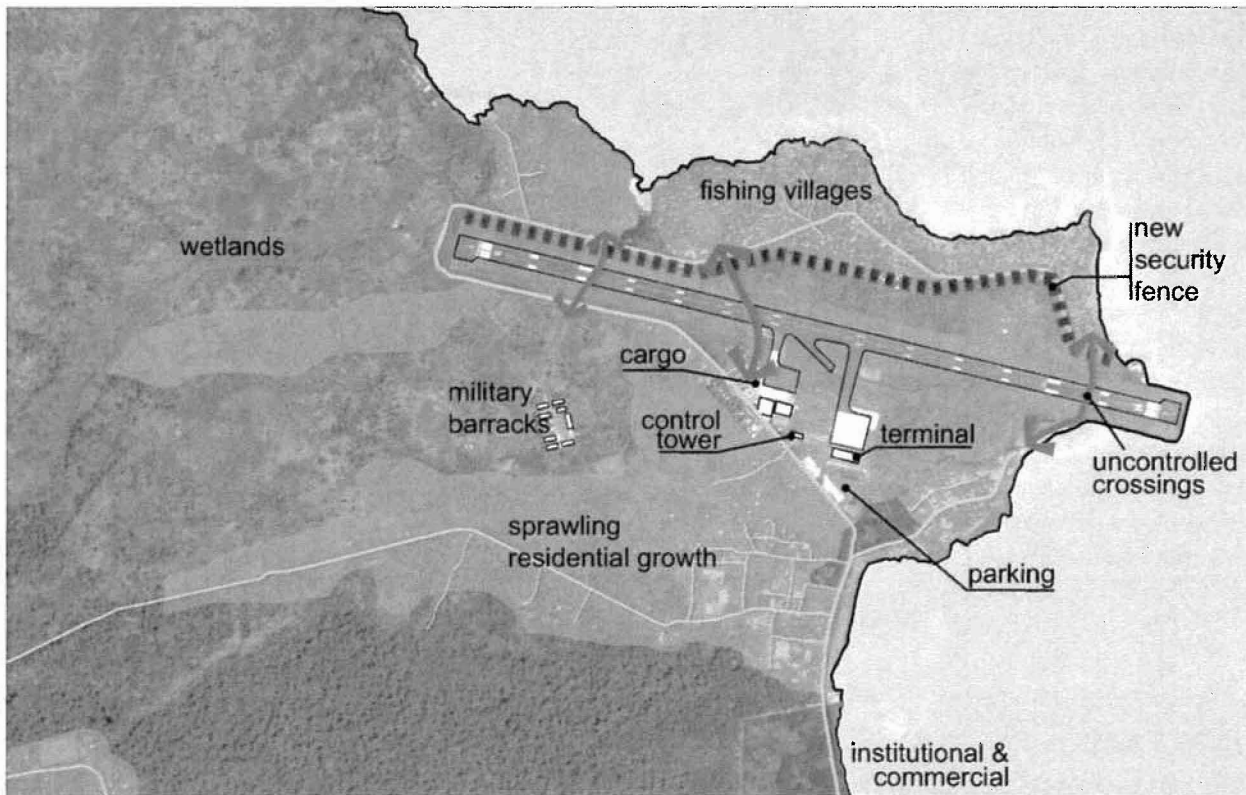 fishing villages
wetlands
new
security
fence
cargo
military
barracks
control
tower
terminal
uncontrolled
crossings
sprawling
residential growth
parking
institutional &
commercial